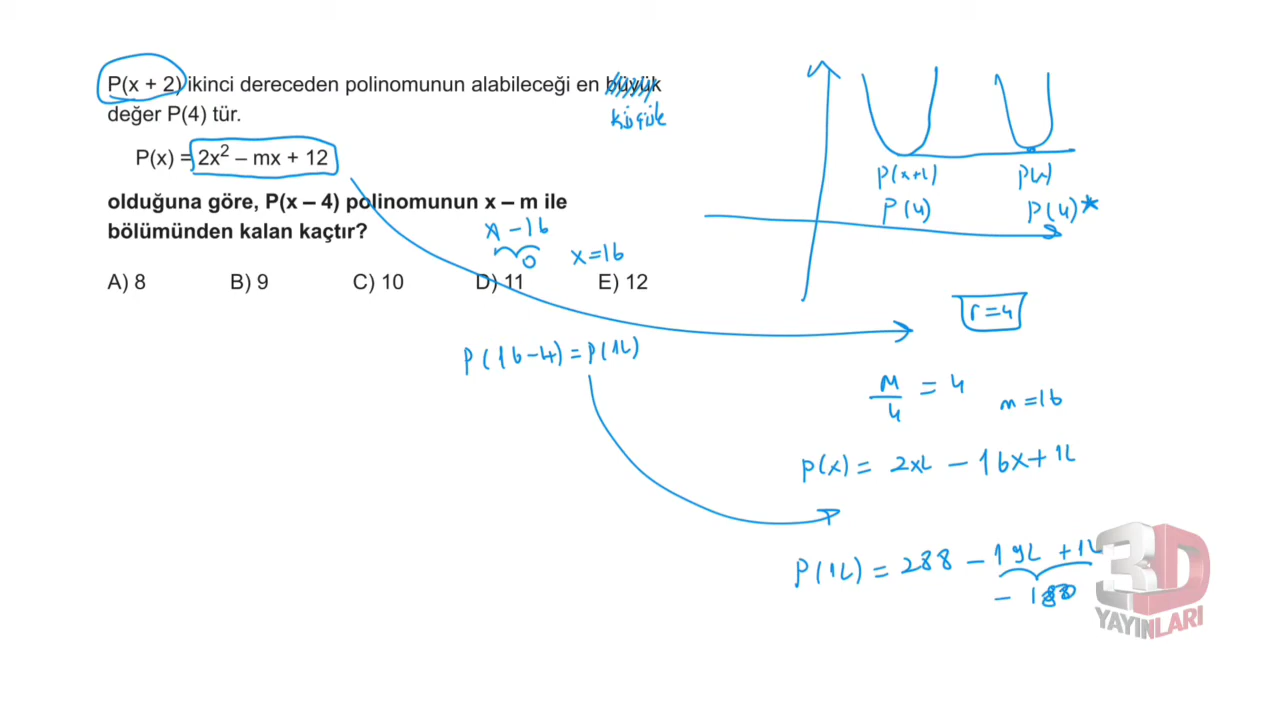 P(x + 2) ikinci dereceden polinomunun alabileceği en büyük
küçük
değer P(4) tür.
P(x) = 2x² – mx + 12
olduğuna göre, P(x – 4) polinomunun x – m ile
bölümünden kalan kaçtır?
x – 16
0
x = 16
A) 8 B) 9 C) 10 D) 11 E) 12
P(16 – 4) = P(12)
P(x+2) P(x)
P(4) P(4)*
r = 4
m/4 = 4 m = 16
P(x) = 2x2 – 16x + 12
P(12) = 288 – 192 + 12
– 180
3D
YAYINLARI